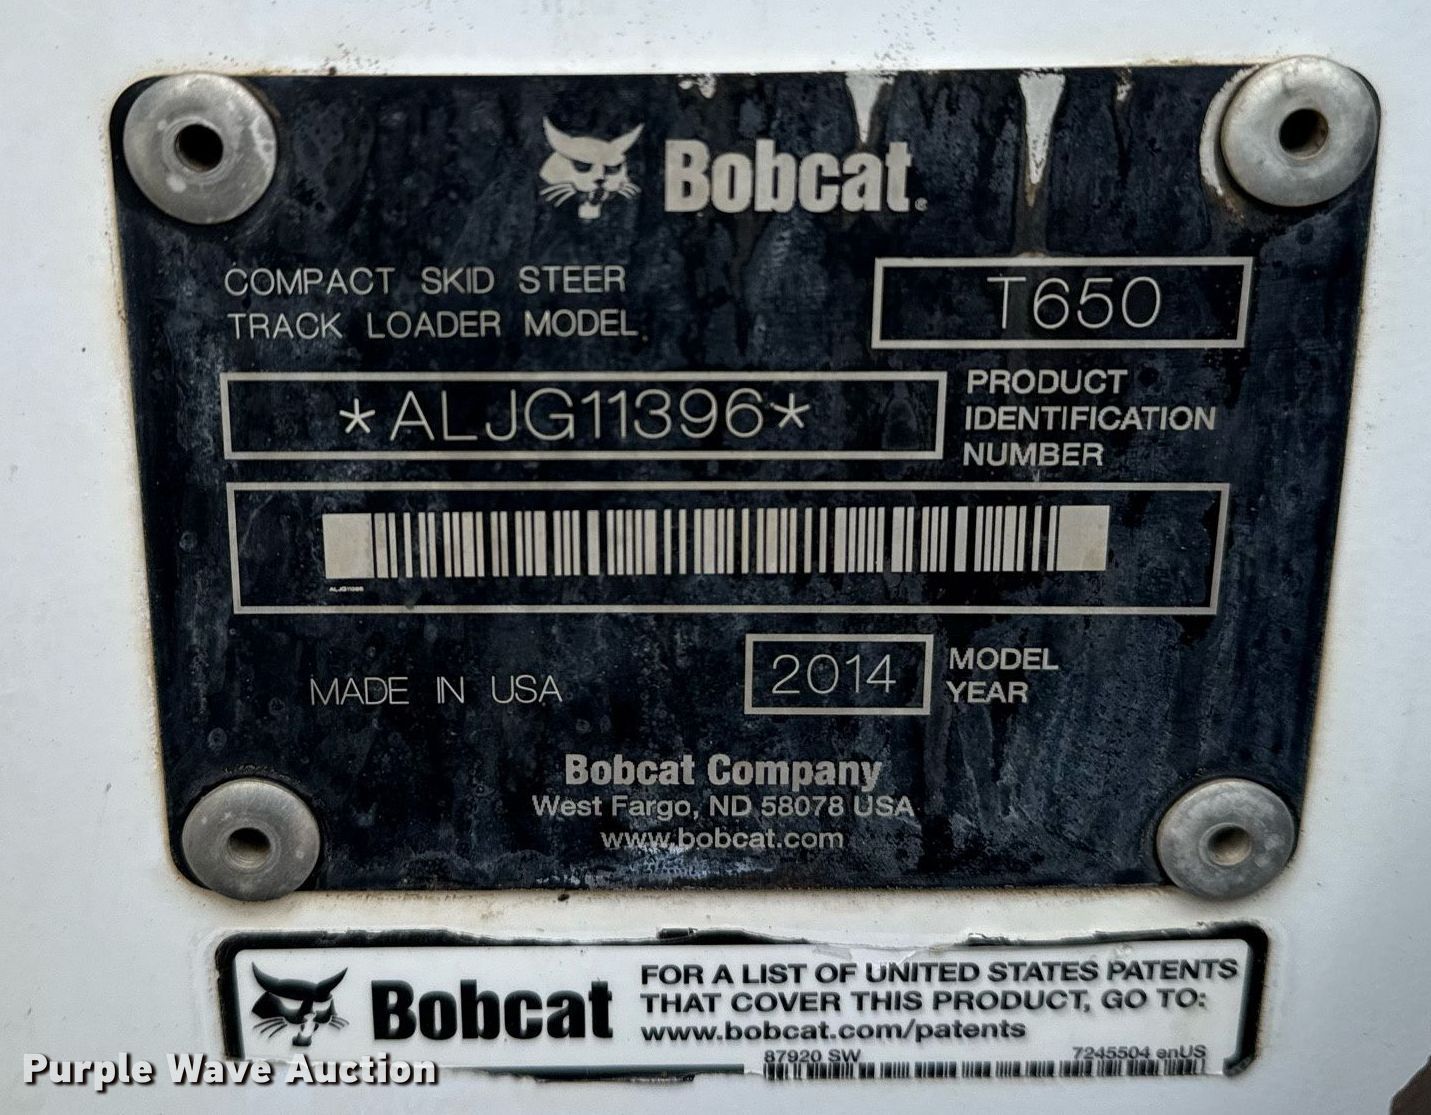 Bobcat
COMPACT SKID STEER
TRACK LOADER MODEL
T650
*ALJG11396*
PRODUCT
IDENTIFICATION
NUMBER
ALJG11396
MADE IN USA
2014
MODEL
YEAR
Bobcat Company
West Fargo, ND 58078 USA
www.bobcat.com
Bobcat
FOR A LIST OF UNITED STATES PATENTS
THAT COVER THIS PRODUCT, GO TO:
www.bobcat.com/patents
87920 SW
7245504 enUS
Purple Wave Auction